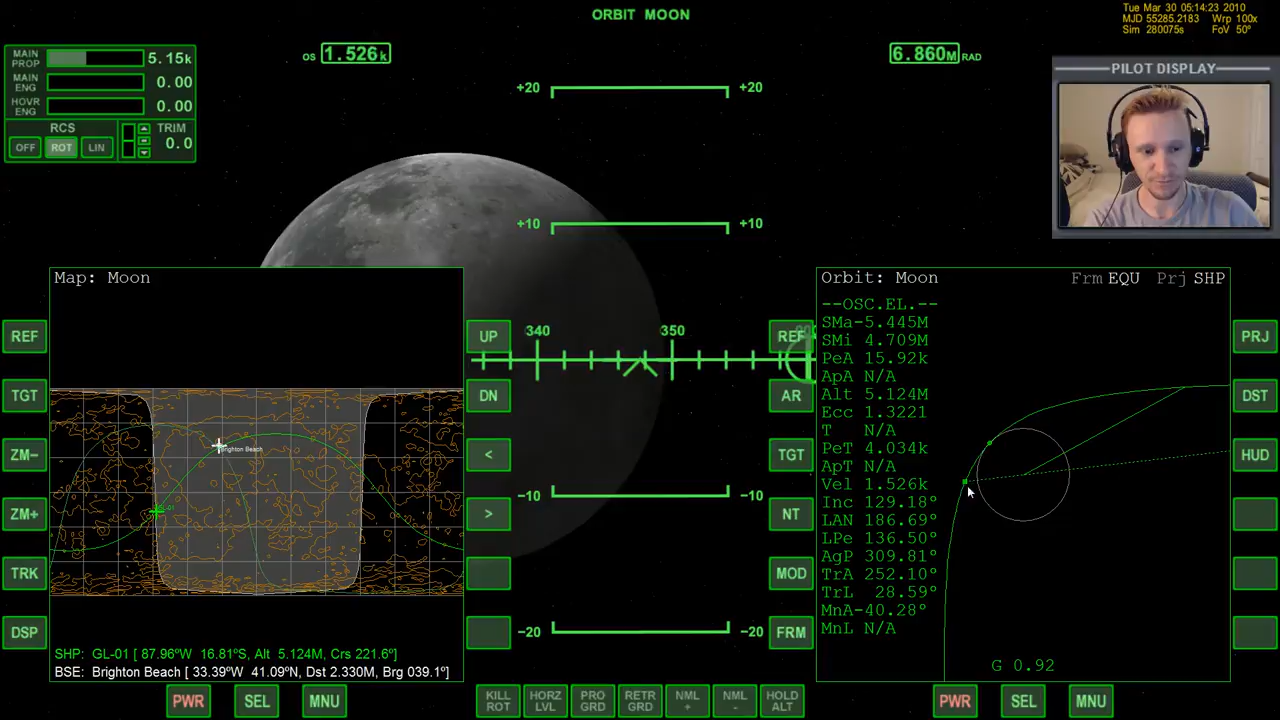 ORBIT MOON
Tue Mar 30 05:14:23 2010
MJD 55285.2183 Wrp 100x
Sim 280075s FoV 50°
MAIN PROP 5.15k
MAIN ENG 0.00
HOVR ENG 0.00
RCS TRIM
OFF ROT LIN 0.0
OS 1.526k
6.860M RAD
PILOT DISPLAY
+20 +20
+10 +10
340 350
-10 -10
-20 -20
Map: Moon
REF
TGT
ZM-
ZM+
TRK
DSP
UP
DN
<
>
Brighton Beach
GL-01
SHP: GL-01 [ 87.96°W 16.81°S, Alt 5.124M, Crs 221.6°]
BSE: Brighton Beach [ 33.39°W 41.09°N, Dst 2.330M, Brg 039.1°]
PWR SEL MNU
KILL ROT
HORZ LVL
PRO GRD
RETR GRD
NML +
NML -
HOLD ALT
Orbit: Moon Frm EQU Prj SHP
REF
AR
TGT
NT
MOD
FRM
--OSC.EL.--
SMa-5.445M
SMi 4.709M
PeA 15.92k
ApA N/A
Alt 5.124M
Ecc 1.3221
T N/A
PeT 4.034k
ApT N/A
Vel 1.526k
Inc 129.18°
LAN 186.69°
LPe 136.50°
AgP 309.81°
TrA 252.10°
TrL 28.59°
MnA-40.28°
MnL N/A
G 0.92
PRJ
DST
HUD
PWR SEL MNU